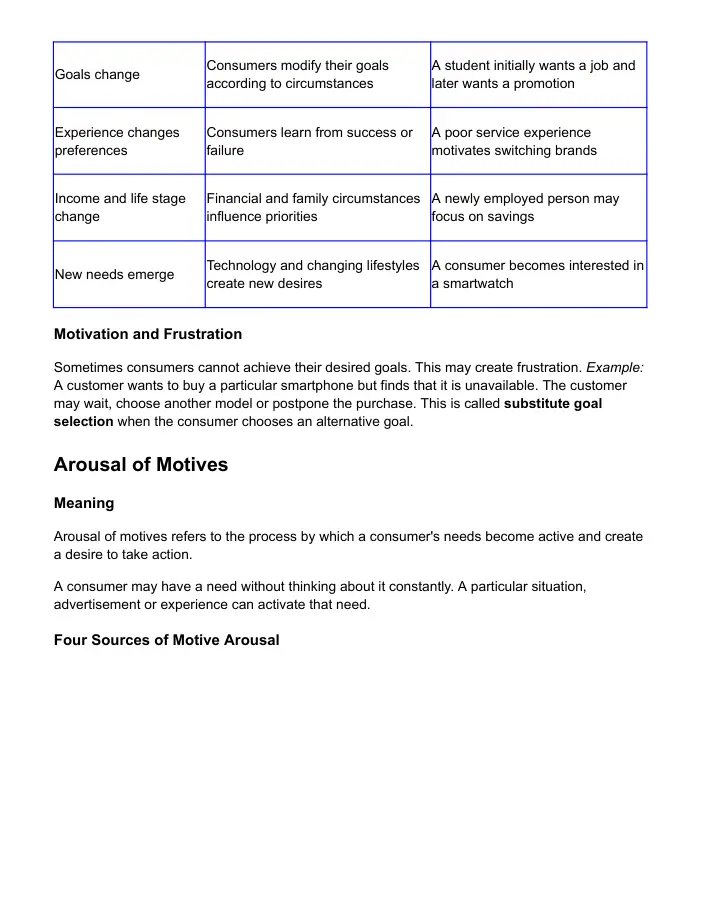 Goals change
Consumers modify their goals
according to circumstances
A student initially wants a job and
later wants a promotion
Experience changes
preferences
Consumers learn from success or
failure
A poor service experience
motivates switching brands
Income and life stage
change
Financial and family circumstances
influence priorities
A newly employed person may
focus on savings
New needs emerge
Technology and changing lifestyles
create new desires
A consumer becomes interested in
a smartwatch
Motivation and Frustration
Sometimes consumers cannot achieve their desired goals. This may create frustration. Example:
A customer wants to buy a particular smartphone but finds that it is unavailable. The customer
may wait, choose another model or postpone the purchase. This is called substitute goal
selection when the consumer chooses an alternative goal.
Arousal of Motives
Meaning
Arousal of motives refers to the process by which a consumer's needs become active and create
a desire to take action.
A consumer may have a need without thinking about it constantly. A particular situation,
advertisement or experience can activate that need.
Four Sources of Motive Arousal